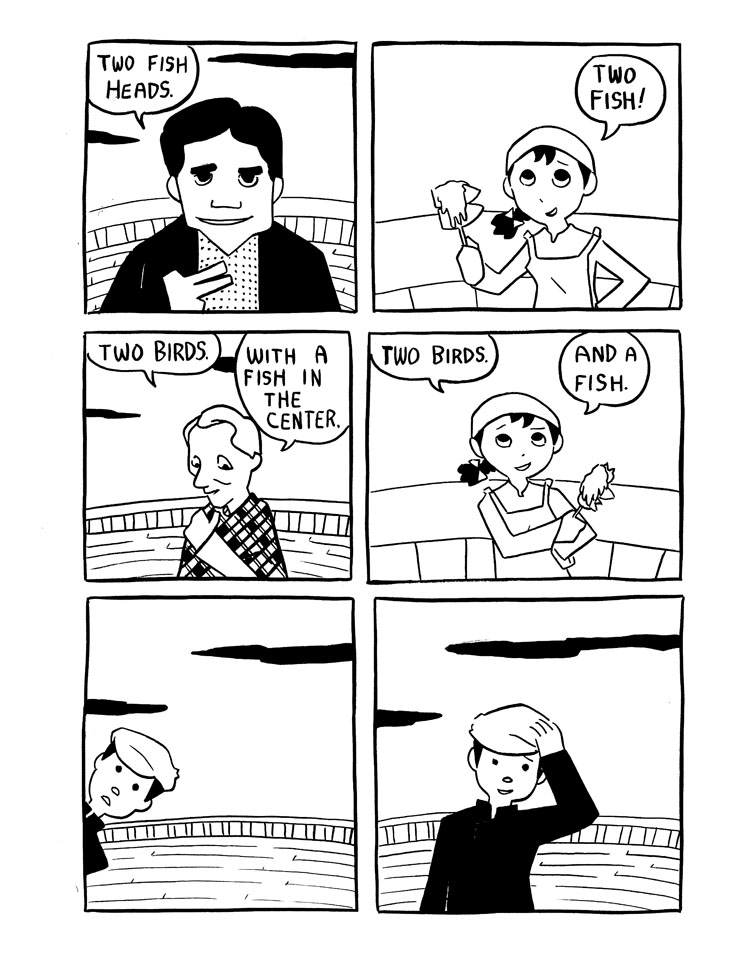 TWO FISH
HEADS.
TWO
FISH!
TWO BIRDS.
WITH A
FISH IN
THE
CENTER.
TWO BIRDS.
AND A
FISH.